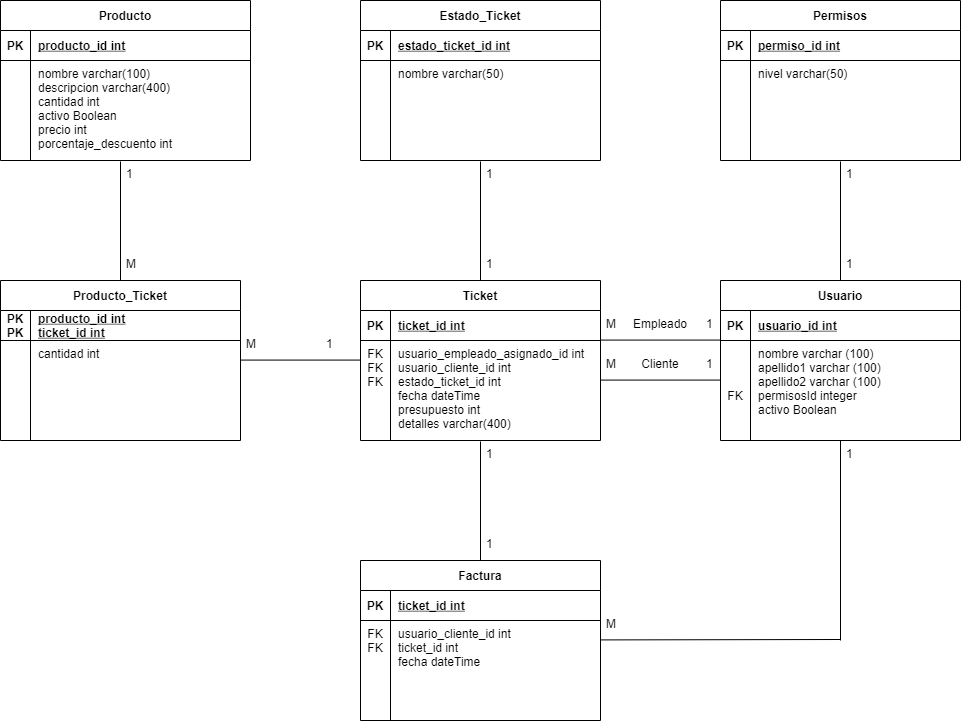 Producto
PK producto_id int
nombre varchar(100)
descripcion varchar(400)
cantidad int
activo Boolean
precio int
porcentaje_descuento int
Estado_Ticket
PK estado_ticket_id int
nombre varchar(50)
Permisos
PK permiso_id int
nivel varchar(50)
1
1
1
M
1
1
Producto_Ticket
PK producto_id int
PK ticket_id int
cantidad int
M 1
Ticket
PK ticket_id int
FK usuario_empleado_asignado_id int
FK usuario_cliente_id int
FK estado_ticket_id int
fecha dateTime
presupuesto int
detalles varchar(400)
M Empleado 1
M Cliente 1
Usuario
PK usuario_id int
nombre varchar (100)
apellido1 varchar (100)
apellido2 varchar (100)
FK permisosId integer
activo Boolean
1
1
1
Factura
PK ticket_id int
FK usuario_cliente_id int
FK ticket_id int
fecha dateTime
M